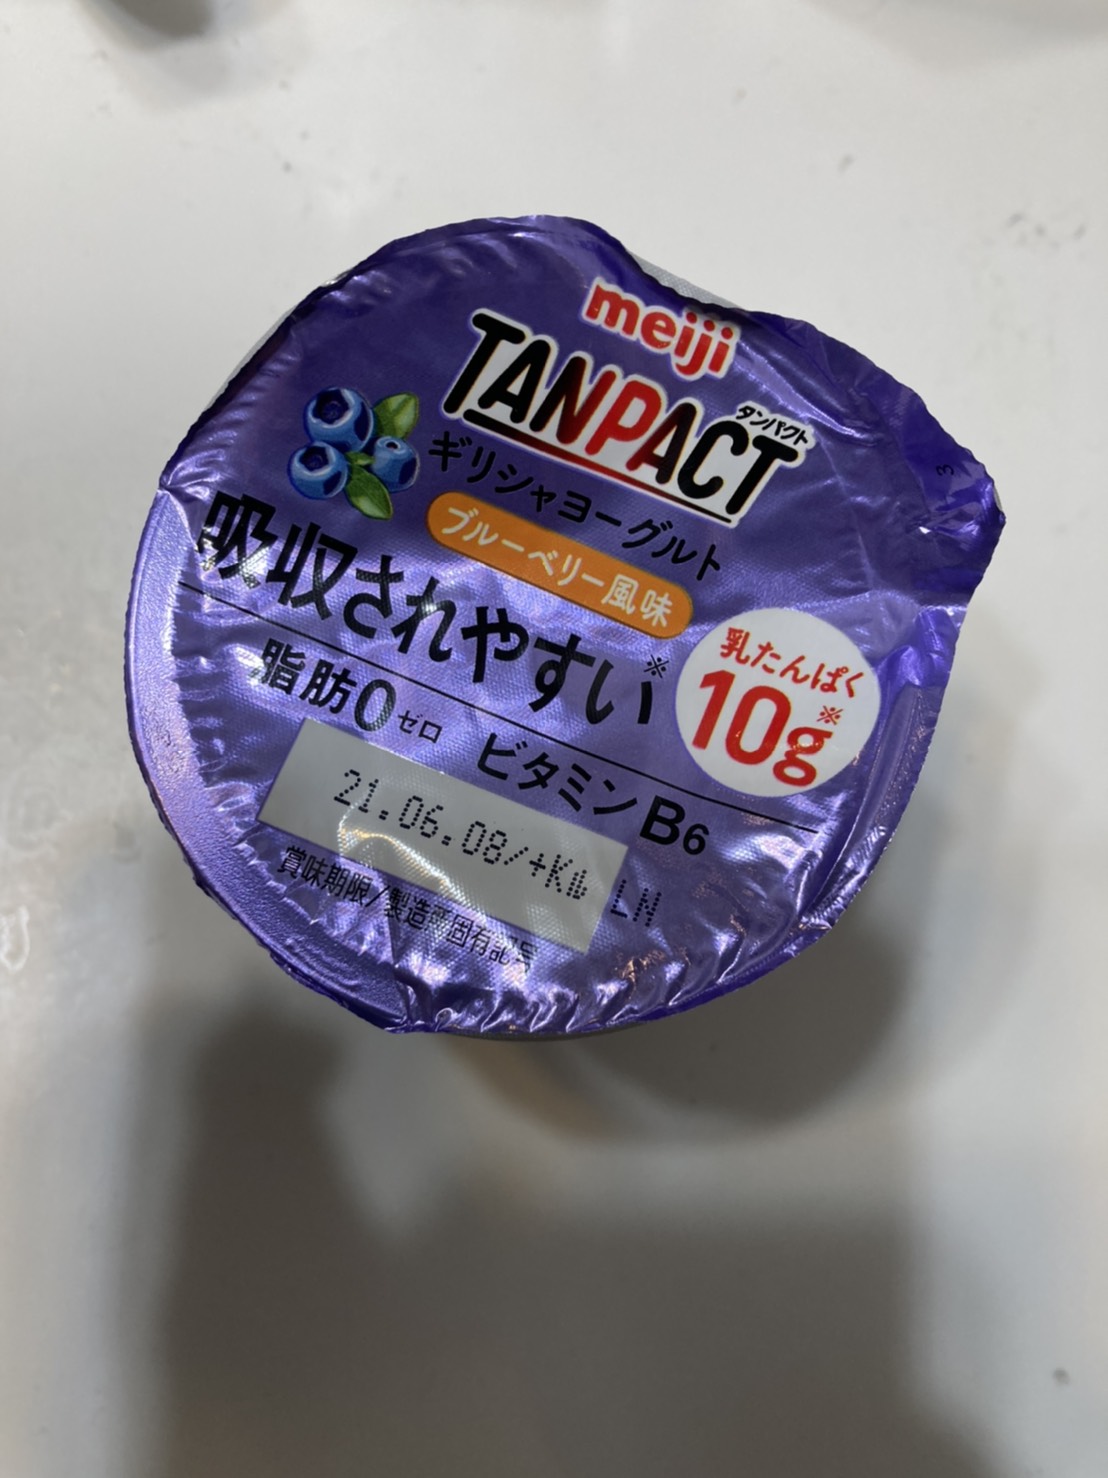 meiji
TANPACT
タンパクト
ギリシャヨーグルト
ブルーベリー風味
吸収されやすい※
乳たんぱく
10g※
脂肪0ゼロ ビタミンB6
21.06.08/+K
賞味期限/製造所固有記号
3